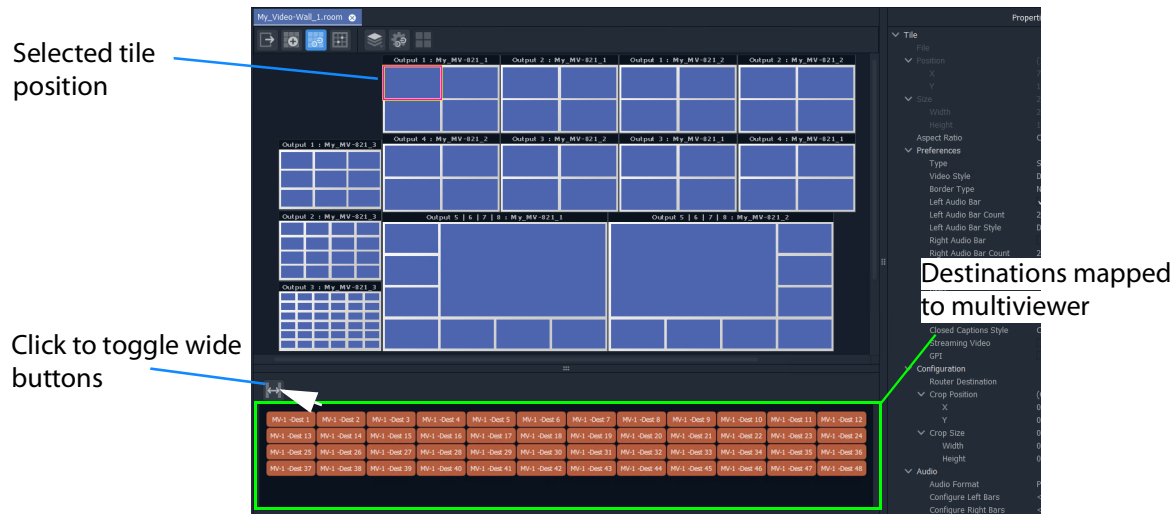 My_Video-Wall_1.room
Properti
Selected tile
position
Output 1 : My_MV-821_1
Output 2 : My_MV-821_1
Output 1 : My_MV-821_2
Output 2 : My_MV-821_2
Output 4 : My_MV-821_2
Output 3 : My_MV-821_2
Output 3 : My_MV-821_1
Output 4 : My_MV-821_1
Output 1 : My_MV-821_3
Output 2 : My_MV-821_3
Output 5 | 6 | 7 | 8 : My_MV-821_1
Output 5 | 6 | 7 | 8 : My_MV-821_2
Output 3 : My_MV-821_3
Tile
File
Position
X
Y
Size
Width
Height
Aspect Ratio
Preferences
Type
Video Style
Border Type
Left Audio Bar
Left Audio Bar Count 2
Left Audio Bar Style
Right Audio Bar
Right Audio Bar Count 2
Destinations mapped
to multiviewer
Closed Captions Style
Streaming Video
GPI
Configuration
Router Destination
Crop Position
X 0
Y 0
Crop Size
Width 0
Height 0
Audio
Audio Format
Configure Left Bars <
Configure Right Bars <
Click to toggle wide
buttons
MV-1 -Dest 1 MV-1 -Dest 2 MV-1 -Dest 3 MV-1 -Dest 4 MV-1 -Dest 5 MV-1 -Dest 6 MV-1 -Dest 7 MV-1 -Dest 8 MV-1 -Dest 9 MV-1 -Dest 10 MV-1 -Dest 11 MV-1 -Dest 12
MV-1 -Dest 13 MV-1 -Dest 14 MV-1 -Dest 15 MV-1 -Dest 16 MV-1 -Dest 17 MV-1 -Dest 18 MV-1 -Dest 19 MV-1 -Dest 20 MV-1 -Dest 21 MV-1 -Dest 22 MV-1 -Dest 23 MV-1 -Dest 24
MV-1 -Dest 25 MV-1 -Dest 26 MV-1 -Dest 27 MV-1 -Dest 28 MV-1 -Dest 29 MV-1 -Dest 30 MV-1 -Dest 31 MV-1 -Dest 32 MV-1 -Dest 33 MV-1 -Dest 34 MV-1 -Dest 35 MV-1 -Dest 36
MV-1 -Dest 37 MV-1 -Dest 38 MV-1 -Dest 39 MV-1 -Dest 40 MV-1 -Dest 41 MV-1 -Dest 42 MV-1 -Dest 43 MV-1 -Dest 44 MV-1 -Dest 45 MV-1 -Dest 46 MV-1 -Dest 47 MV-1 -Dest 48